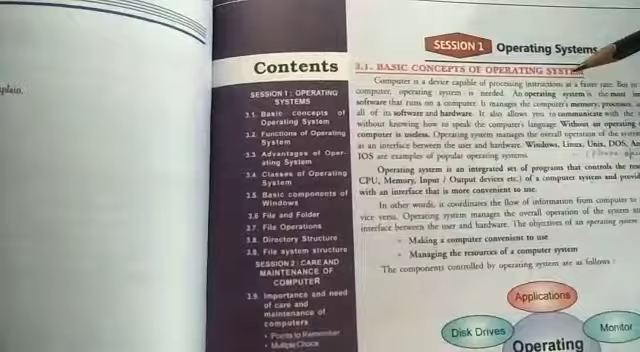 plain.
Contents
SESSION 1 : OPERATING
SYSTEMS
3.1. Basic concepts of
Operating System
3.2. Functions of Operating
System
3.3. Advantages of Oper-
ating System
3.4 Classes of Operating
System
3.5 Basic components of
Windows
3.6 File and Folder
3.7. File Operations
3.8. Directory Structure
3.8. File system structure
SESSION 2 : CARE AND
MAINTENANCE OF
COMPUTER
3.9. Importance and need
of care and
maintenance of
computers
• Points to Remember
• Multiple Choice
SESSION 1 Operating Systems
3.1. BASIC CONCEPTS OF OPERATING SYSTEM
Computer is a device capable of processing instructions at a faster rate. But to
computer, operating system is needed. An operating system is the most im
software that runs on a computer. It manages the computer's memory, processes,
all of its software and hardware. It also allows you to communicate with the
without knowing how to speak the computer's language. Without an operating
computer is useless. Operating system manages the overall operation of the system
as an interface between the user and hardware. Windows, Linux, Unix, DOS, An
IOS are examples of popular operating systems.
Operating system is an integrated set of programs that controls the
CPU, Memory, Input / Output devices etc.) of a computer system and provid
with an interface that is more convenient to use.
In other words, it coordinates the flow of information from computer to
vice versa. Operating system manages the overall operation of the system
interface between the user and hardware. The objectives of an operating system
Making a computer convenient to use
Managing the resources of a computer system
The components controlled by operating system are as follows :
Applications
Disk Drives
Monitor
Operating